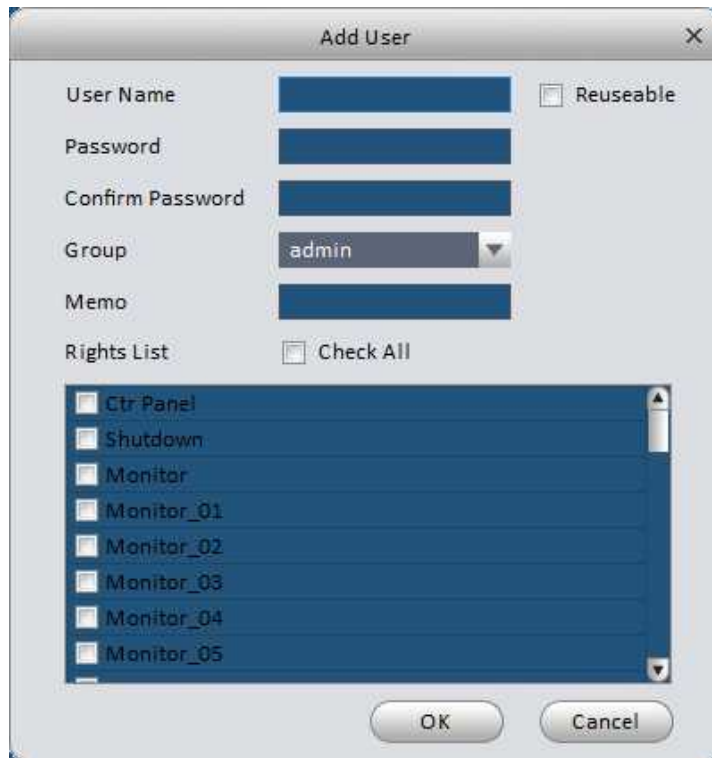 Add User
User Name
Reuseable
Password
Confirm Password
Group
admin
Memo
Rights List
Check All
Ctr Panel
Shutdown
Monitor
Monitor_01
Monitor_02
Monitor_03
Monitor_04
Monitor_05
OK
Cancel